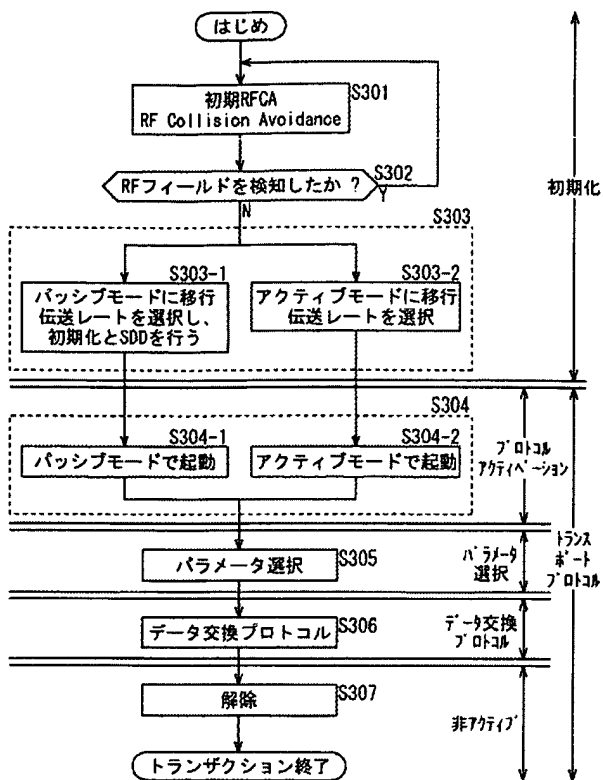 はじめ
初期RFCA
RF Collision Avoidance
S301
RFフィールドを検知したか ?
S302
Y
N
初期化
S303
S303-1
パッシブモードに移行
伝送レートを選択し、
初期化とSDDを行う
S303-2
アクティブモードに移行
伝送レートを選択
S304
S304-1
パッシブモードで起動
S304-2
アクティブモードで起動
プロトコル
アクティベーション
パラメータ選択
S305
パラメータ
選択
トランス
ポート
プロトコル
データ交換プロトコル
S306
データ交換
プロトコル
解除
S307
非アクティブ
トランザクション終了